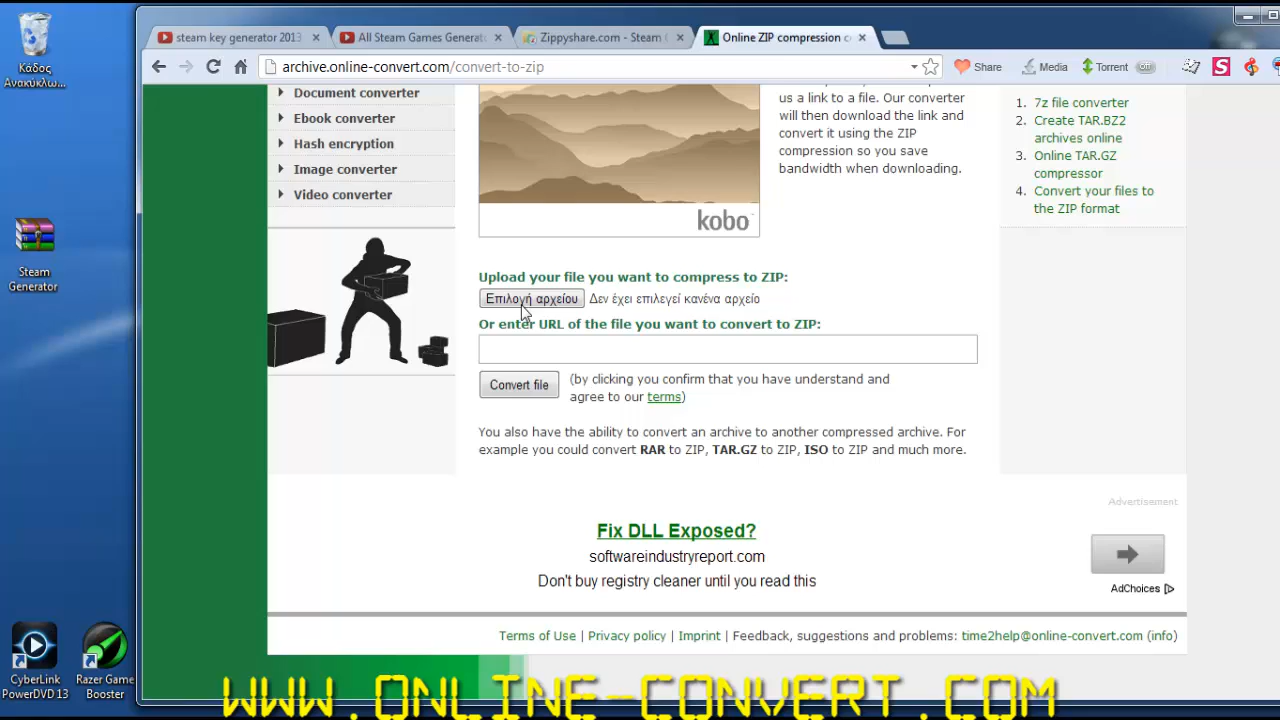 Κάδος
Ανακύκλω...
Steam
Generator
CyberLink
PowerDVD 13
Razer Game
Booster
steam key generator 2013
All Steam Games Generat
Zippyshare.com - Steam
Online ZIP compression c
archive.online-convert.com/convert-to-zip
Share
Media
Torrent
Document converter
Ebook converter
Hash encryption
Image converter
Video converter
kobo
us a link to a file. Our converter
will then download the link and
convert it using the ZIP
compression so you save
bandwidth when downloading.
1. 7z file converter
2. Create TAR.BZ2
archives online
3. Online TAR.GZ
compressor
4. Convert your files to
the ZIP format
Upload your file you want to compress to ZIP:
Επιλογή αρχείου Δεν έχει επιλεγεί κανένα αρχείο
Or enter URL of the file you want to convert to ZIP:
Convert file
(by clicking you confirm that you have understand and
agree to our terms)
You also have the ability to convert an archive to another compressed archive. For
example you could convert RAR to ZIP, TAR.GZ to ZIP, ISO to ZIP and much more.
Advertisement
Fix DLL Exposed?
softwareindustryreport.com
Don't buy registry cleaner until you read this
AdChoices
Terms of Use | Privacy policy | Imprint | Feedback, suggestions and problems: time2help@online-convert.com (info)
WWW.ONLINE-CONVERT.COM